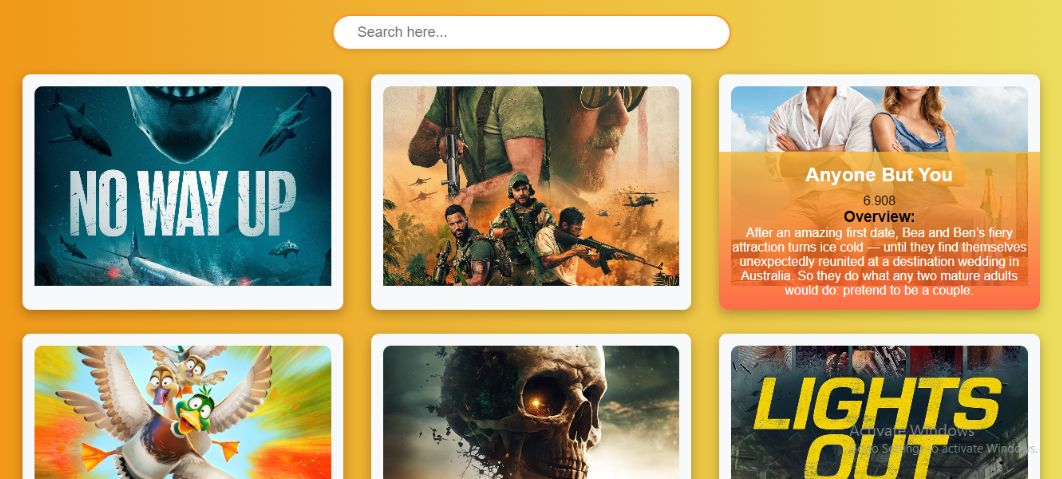 Search here...
NO WAY UP
Anyone But You
6.908
Overview:
After an amazing first date, Bea and Ben's fiery
attraction turns ice cold — until they find themselves
unexpectedly reunited at a destination wedding in
Australia. So they do what any two mature adults
would do: pretend to be a couple.
LIGHTS
OUT
Activate Windows
Go to Settings to activate Windows.